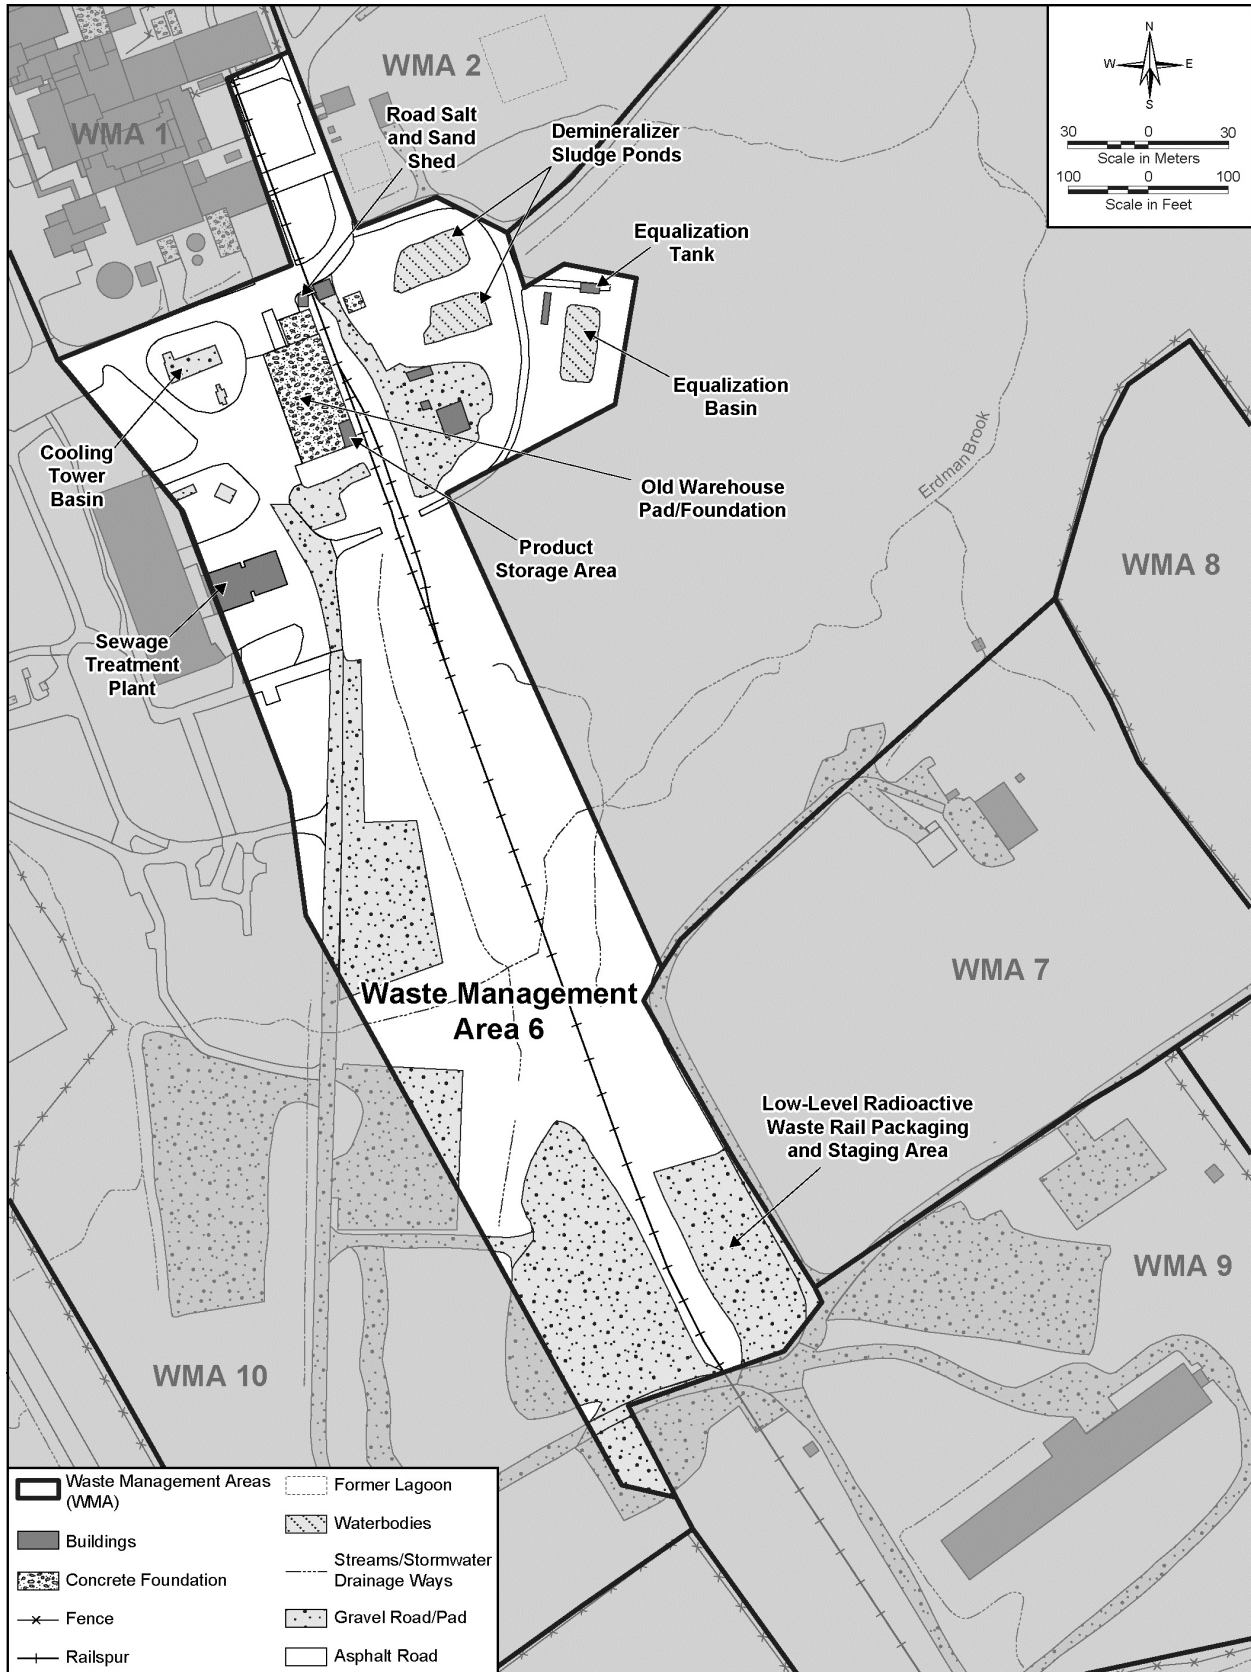 WMA 2
WMA 1
Road Salt
and Sand
Shed
Demineralizer
Sludge Ponds
N
W
E
S
30
0
30
Scale in Meters
100
0
100
Scale in Feet
Equalization
Tank
Equalization
Basin
Cooling
Tower
Basin
Old Warehouse
Pad/Foundation
Product
Storage Area
Erdman Brook
WMA 8
Sewage
Treatment
Plant
WMA 7
Waste Management
Area 6
Low-Level Radioactive
Waste Rail Packaging
and Staging Area
WMA 9
WMA 10
Waste Management Areas
(WMA)
Buildings
Concrete Foundation
Fence
Railspur
Former Lagoon
Waterbodies
Streams/Stormwater
Drainage Ways
Gravel Road/Pad
Asphalt Road